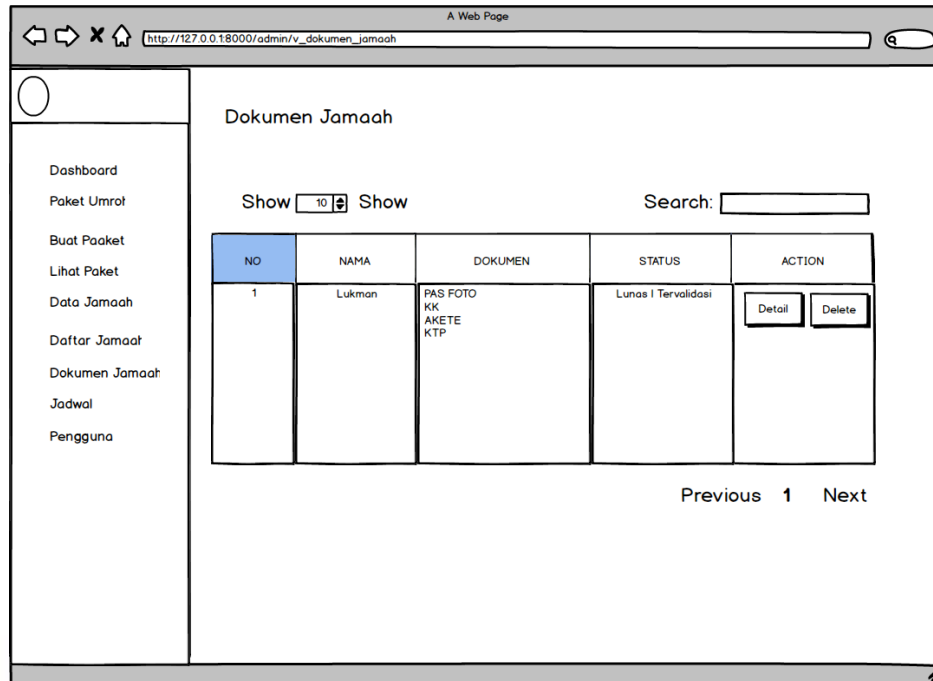 A Web Page
http://127.0.0.1:8000/admin/v_dokumen_jamaah
Dokumen Jamaah
Dashboard
Paket Umroh
Buat Paaket
Lihat Paket
Data Jamaah
Daftar Jamaah
Dokumen Jamaah
Jadwal
Pengguna
Show 10 Show
Search:
NO NAMA DOKUMEN STATUS ACTION
1 Lukman PAS FOTO Lunas I Tervalidasi Detail Delete
KK
AKETE
KTP
Previous 1 Next